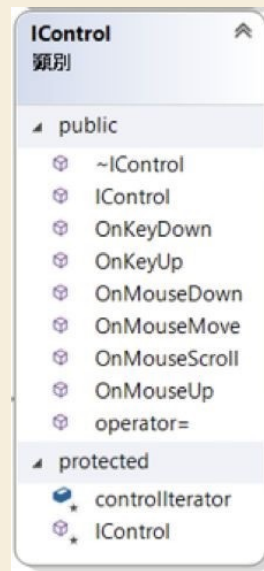 IControl
類別
public
~IControl
IControl
OnKeyDown
OnKeyUp
OnMouseDown
OnMouseMove
OnMouseScroll
OnMouseUp
operator=
protected
controlIterator
IControl